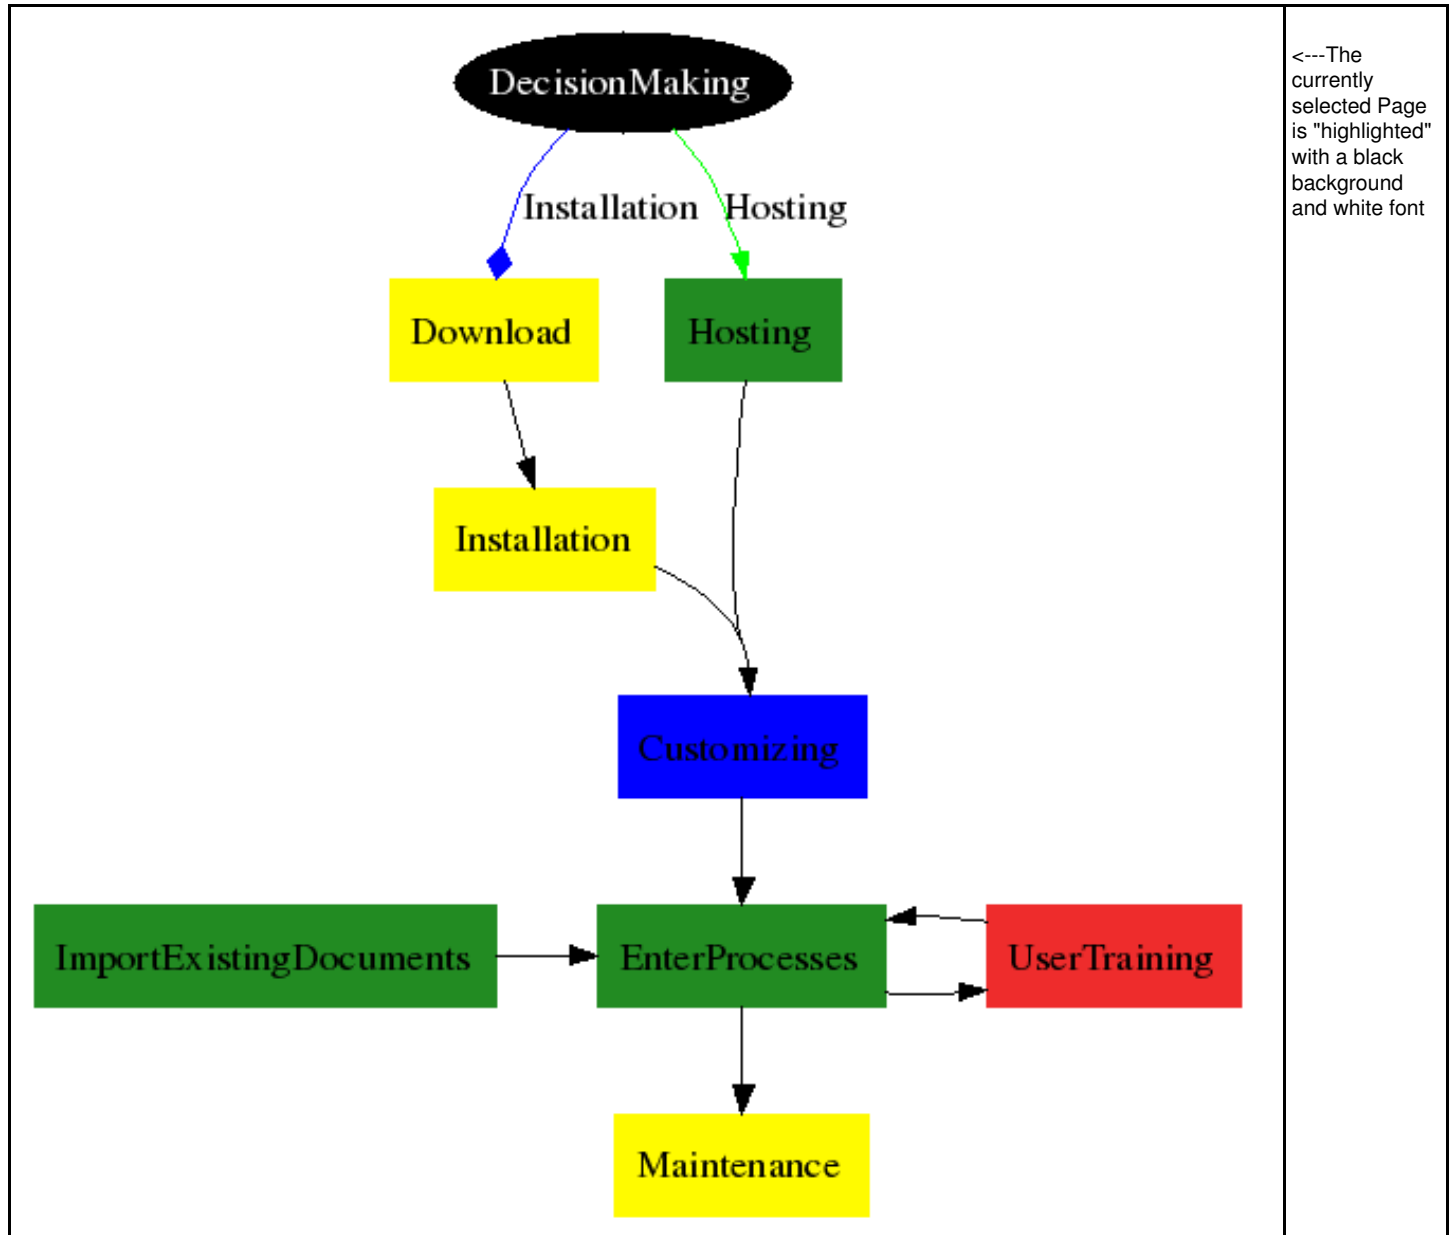 DecisionMaking
<---The
currently
selected Page
is "highlighted"
with a black
background
and white font
Installation
Hosting
Download
Hosting
Installation
Customizing
ImportExistingDocuments
EnterProcesses
UserTraining
Maintenance